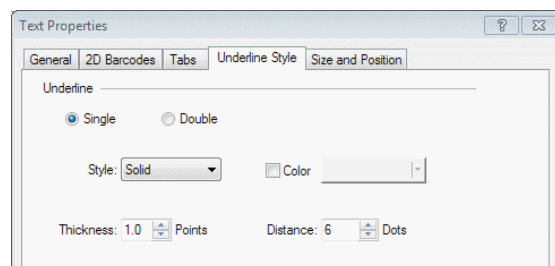 Text Properties
General 2D Barcodes Tabs Underline Style Size and Position
Underline
Single Double
Style: Solid Color
Thickness: 1.0 Points Distance: 6 Dots